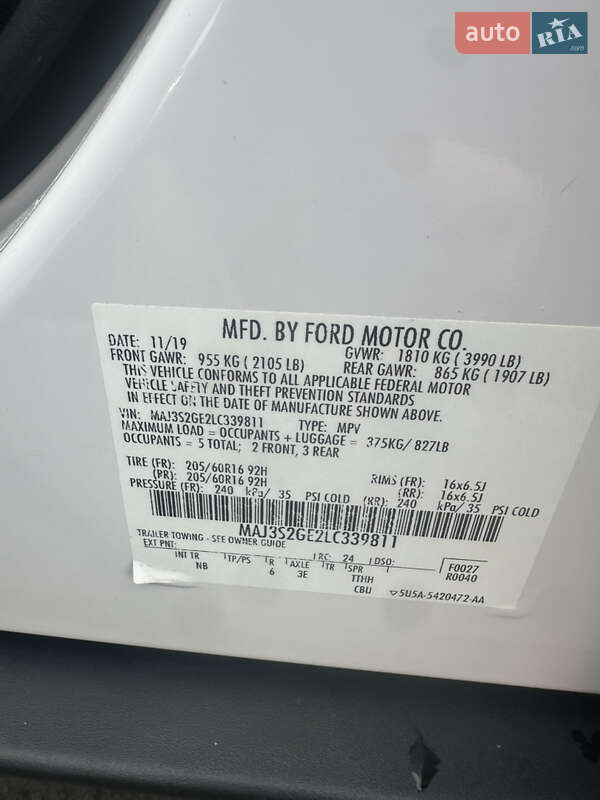 auto RIA.com
MFD. BY FORD MOTOR CO.
DATE: 11/19 GVWR: 1810 KG ( 3990 LB)
FRONT GAWR: 955 KG ( 2105 LB) REAR GAWR: 865 KG ( 1907 LB)
THIS VEHICLE CONFORMS TO ALL APPLICABLE FEDERAL MOTOR
VEHICLE SAFETY AND THEFT PREVENTION STANDARDS
IN EFFECT ON THE DATE OF MANUFACTURE SHOWN ABOVE.
VIN: MAJ3S2GE2LC339811 TYPE: MPV
MAXIMUM LOAD = OCCUPANTS + LUGGAGE = 375KG/ 827LB
OCCUPANTS = 5 TOTAL; 2 FRONT, 3 REAR
TIRE (FR): 205/60R16 92H RIMS (FR): 16x6.5J
(RR): 205/60R16 92H (RR): 16x6.5J
PRESSURE (FR): 240 kPa/ 35 PSI COLD (RR): 240 kPa/ 35 PSI COLD
MAJ3S2GE2LC339811
TRAILER TOWING - SEE OWNER GUIDE
EXT PNT: RC: 24 DSO: F0027
INT TR TP/PS R AXLE TR SPR R0040
NB 6 3E TTHH
CBU 5U5A-5420472-AA